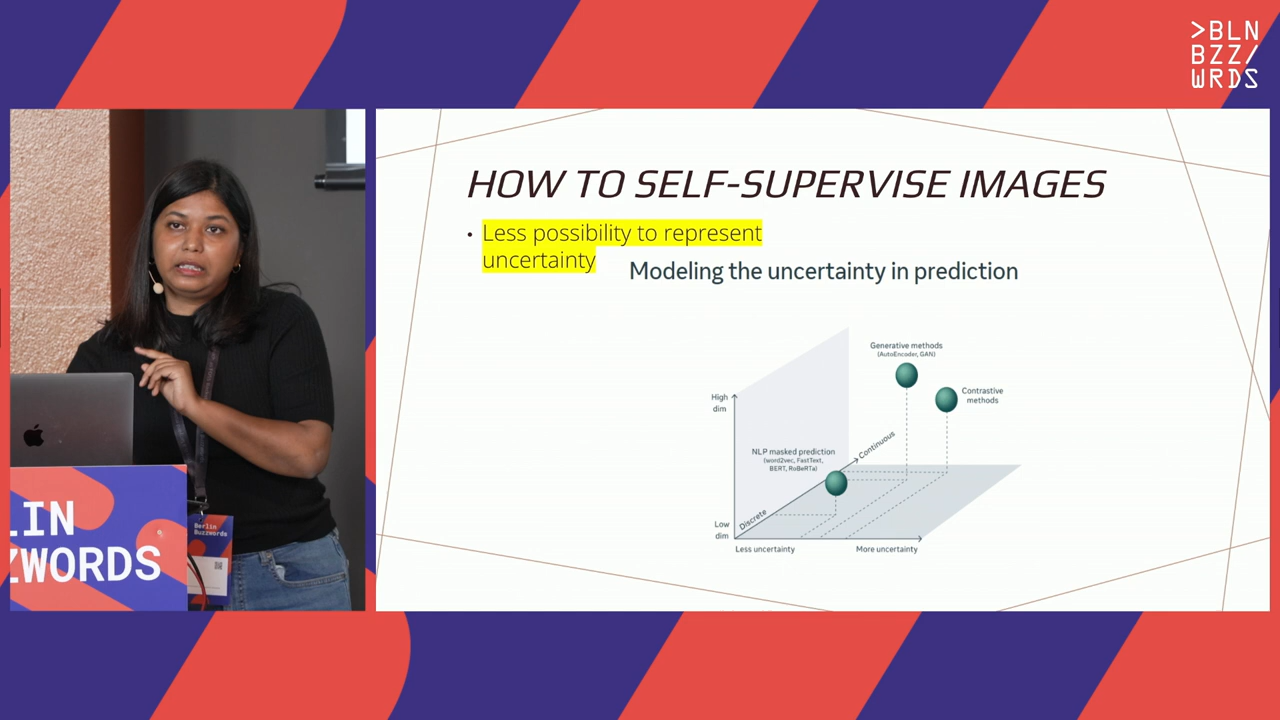 >BLN
BZZ/
WRDS
HOW TO SELF-SUPERVISE IMAGES
• Less possibility to represent
uncertainty
Modeling the uncertainty in prediction
Generative methods
(AutoEncoder, GAN)
Contrastive
methods
High
dim
NLP masked prediction
(word2vec, FastText,
BERT, RoBERTa)
Continuous
Discrete
Low
dim
Less uncertainty
More uncertainty
LIN
ZWORDS
Berlin
Buzzwords